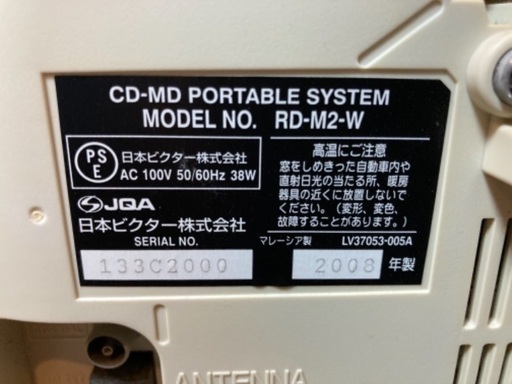 CD-MD PORTABLE SYSTEM
MODEL NO. RD-M2-W
PSE
日本ビクター株式会社
AC 100V 50/60Hz 38W
JQA
日本ビクター株式会社
SERIAL NO.
133C2000
高温にご注意
窓をしめきった自動車内や
直射日光の当たる所、暖房
器具の近くに放置しないで
ください。（変形、変色、
故障することがあります。）
マレーシア製 LV37053-005A
2008 年製
ANTENNA